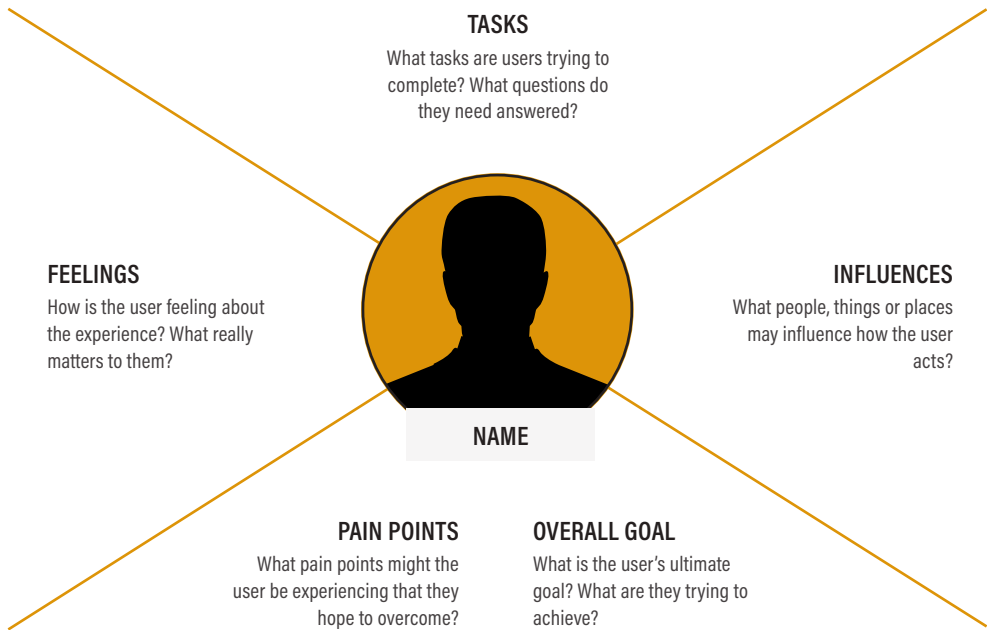 TASKS
What tasks are users trying to
complete? What questions do
they need answered?
FEELINGS
How is the user feeling about
the experience? What really
matters to them?
INFLUENCES
What people, things or places
may influence how the user
acts?
NAME
PAIN POINTS
What pain points might the
user be experiencing that they
hope to overcome?
OVERALL GOAL
What is the user’s ultimate
goal? What are they trying to
achieve?